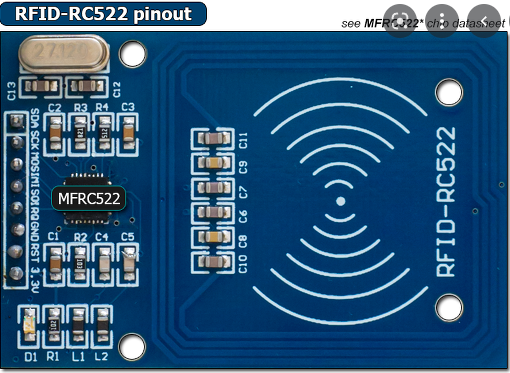 RFID-RC522 pinout
see MFRC522* chip datasheet
27.120
C13
C12
C2 R3 R4 C3
SDA
SCK
MOSI
MISO
IRQ
GND
RST
3.3V
MFRC522
C11
C9
C7
C6
C8
C10
C1 R2 C4 C5
D1 R1 L1 L2
RFID-RC522